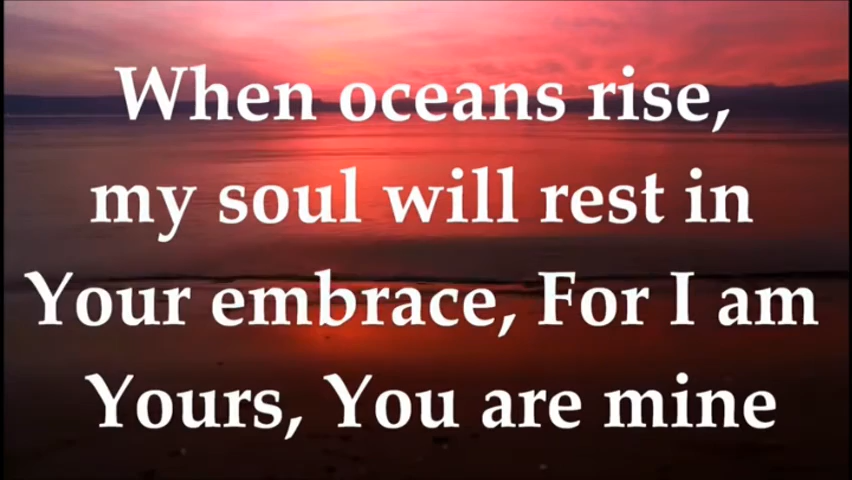 When oceans rise,
my soul will rest in
Your embrace, For I am
Yours, You are mine